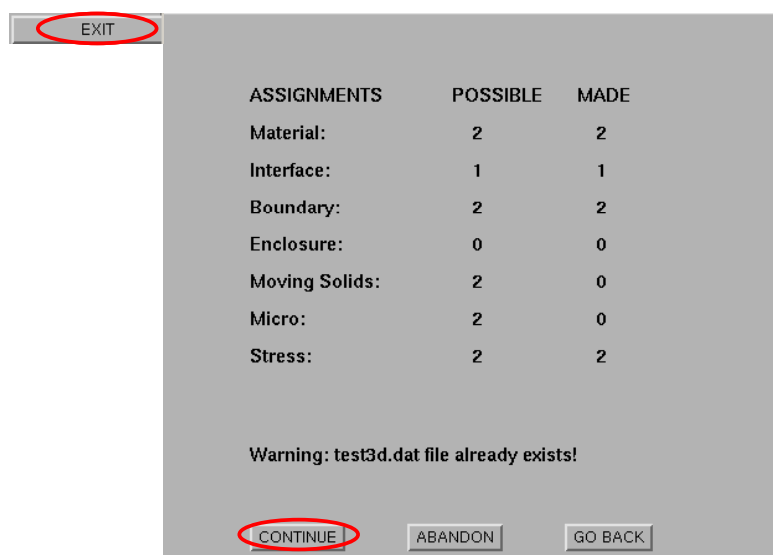 EXIT
ASSIGNMENTS POSSIBLE MADE
Material: 2 2
Interface: 1 1
Boundary: 2 2
Enclosure: 0 0
Moving Solids: 2 0
Micro: 2 0
Stress: 2 2
Warning: test3d.dat file already exists!
CONTINUE ABANDON GO BACK